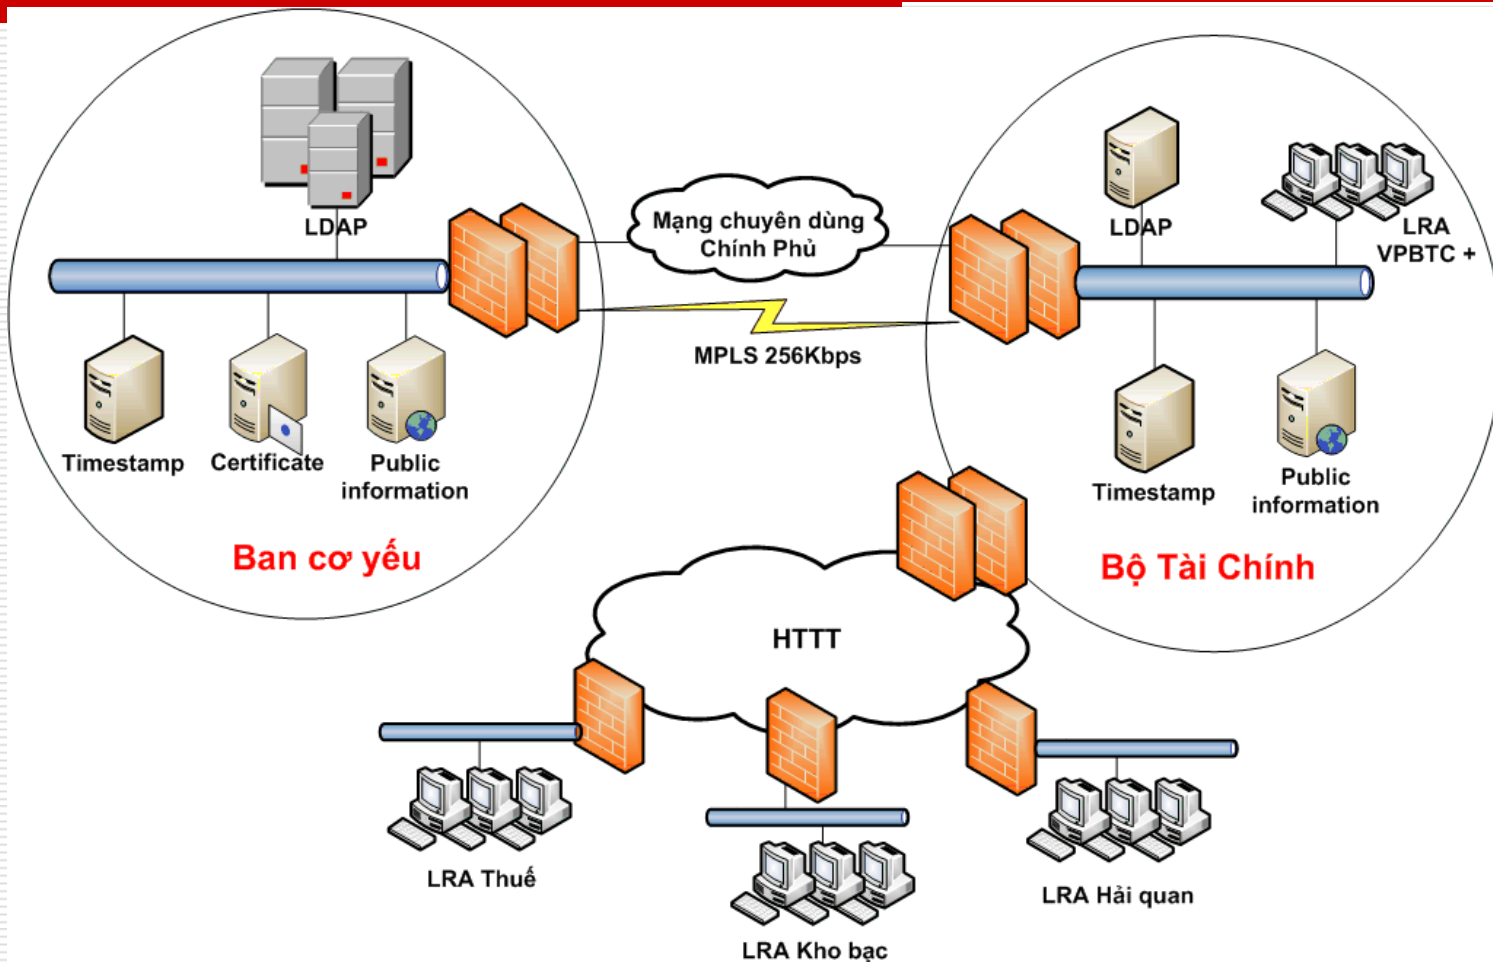 LDAP
Timestamp
Certificate
Public
information
Ban cơ yếu
Mạng chuyên dùng
Chính Phủ
MPLS 256Kbps
LDAP
LRA
VPBTC +
Timestamp
Public
information
Bộ Tài Chính
HTTT
LRA Thuế
LRA Kho bạc
LRA Hải quan